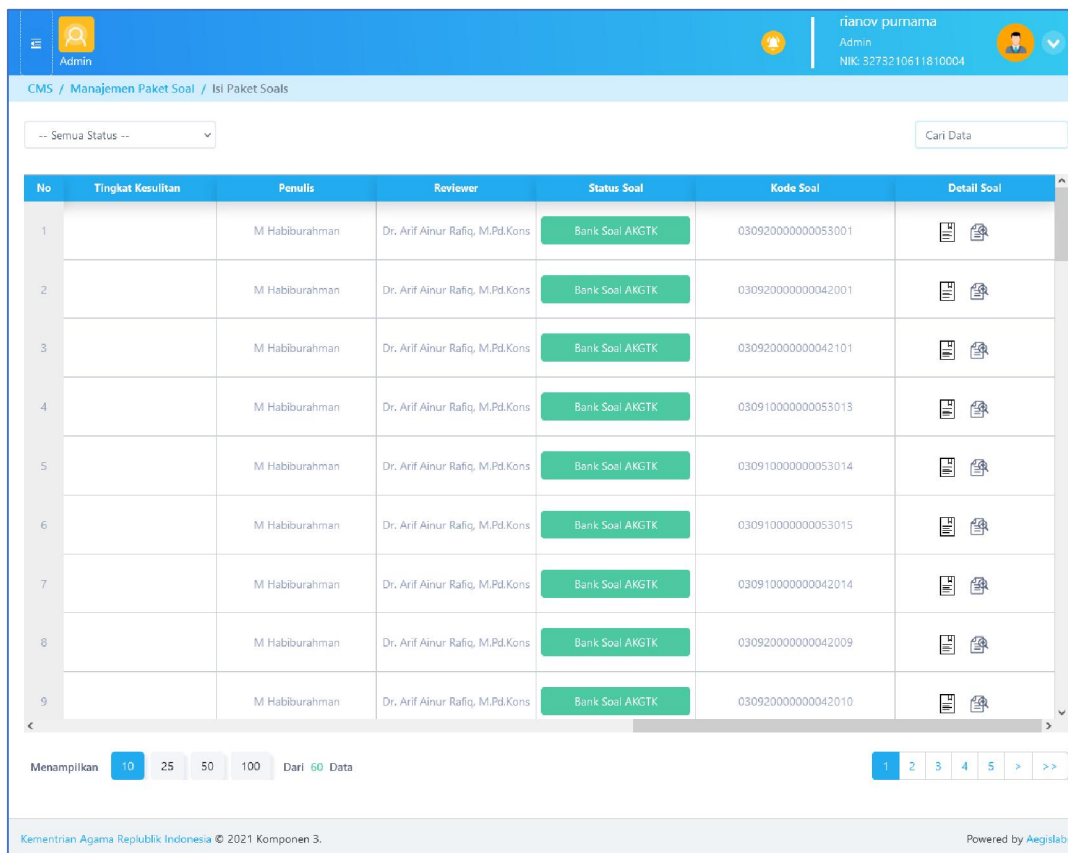 rianov purnama
Admin
Admin
NIK: 3273210611810004
CMS / Manajemen Paket Soal / Isi Paket Soals
-- Semua Status --
Cari Data
No Tingkat Kesulitan Penulis Reviewer Status Soal Kode Soal Detail Soal
1 M Habiburahman Dr. Arif Ainur Rafiq, M.Pd.Kons Bank Soal AKGTK 030920000000053001
2 M Habiburahman Dr. Arif Ainur Rafiq, M.Pd.Kons Bank Soal AKGTK 030920000000042001
3 M Habiburahman Dr. Arif Ainur Rafiq, M.Pd.Kons Bank Soal AKGTK 030920000000042101
4 M Habiburahman Dr. Arif Ainur Rafiq, M.Pd.Kons Bank Soal AKGTK 030910000000053013
5 M Habiburahman Dr. Arif Ainur Rafiq, M.Pd.Kons Bank Soal AKGTK 030910000000053014
6 M Habiburahman Dr. Arif Ainur Rafiq, M.Pd.Kons Bank Soal AKGTK 030910000000053015
7 M Habiburahman Dr. Arif Ainur Rafiq, M.Pd.Kons Bank Soal AKGTK 030910000000042014
8 M Habiburahman Dr. Arif Ainur Rafiq, M.Pd.Kons Bank Soal AKGTK 030920000000042009
9 M Habiburahman Dr. Arif Ainur Rafiq, M.Pd.Kons Bank Soal AKGTK 030920000000042010
Menampilkan 10 25 50 100 Dari 60 Data 1 2 3 4 5 > >>
Kementrian Agama Replublik Indonesia © 2021 Komponen 3. Powered by Aegislab